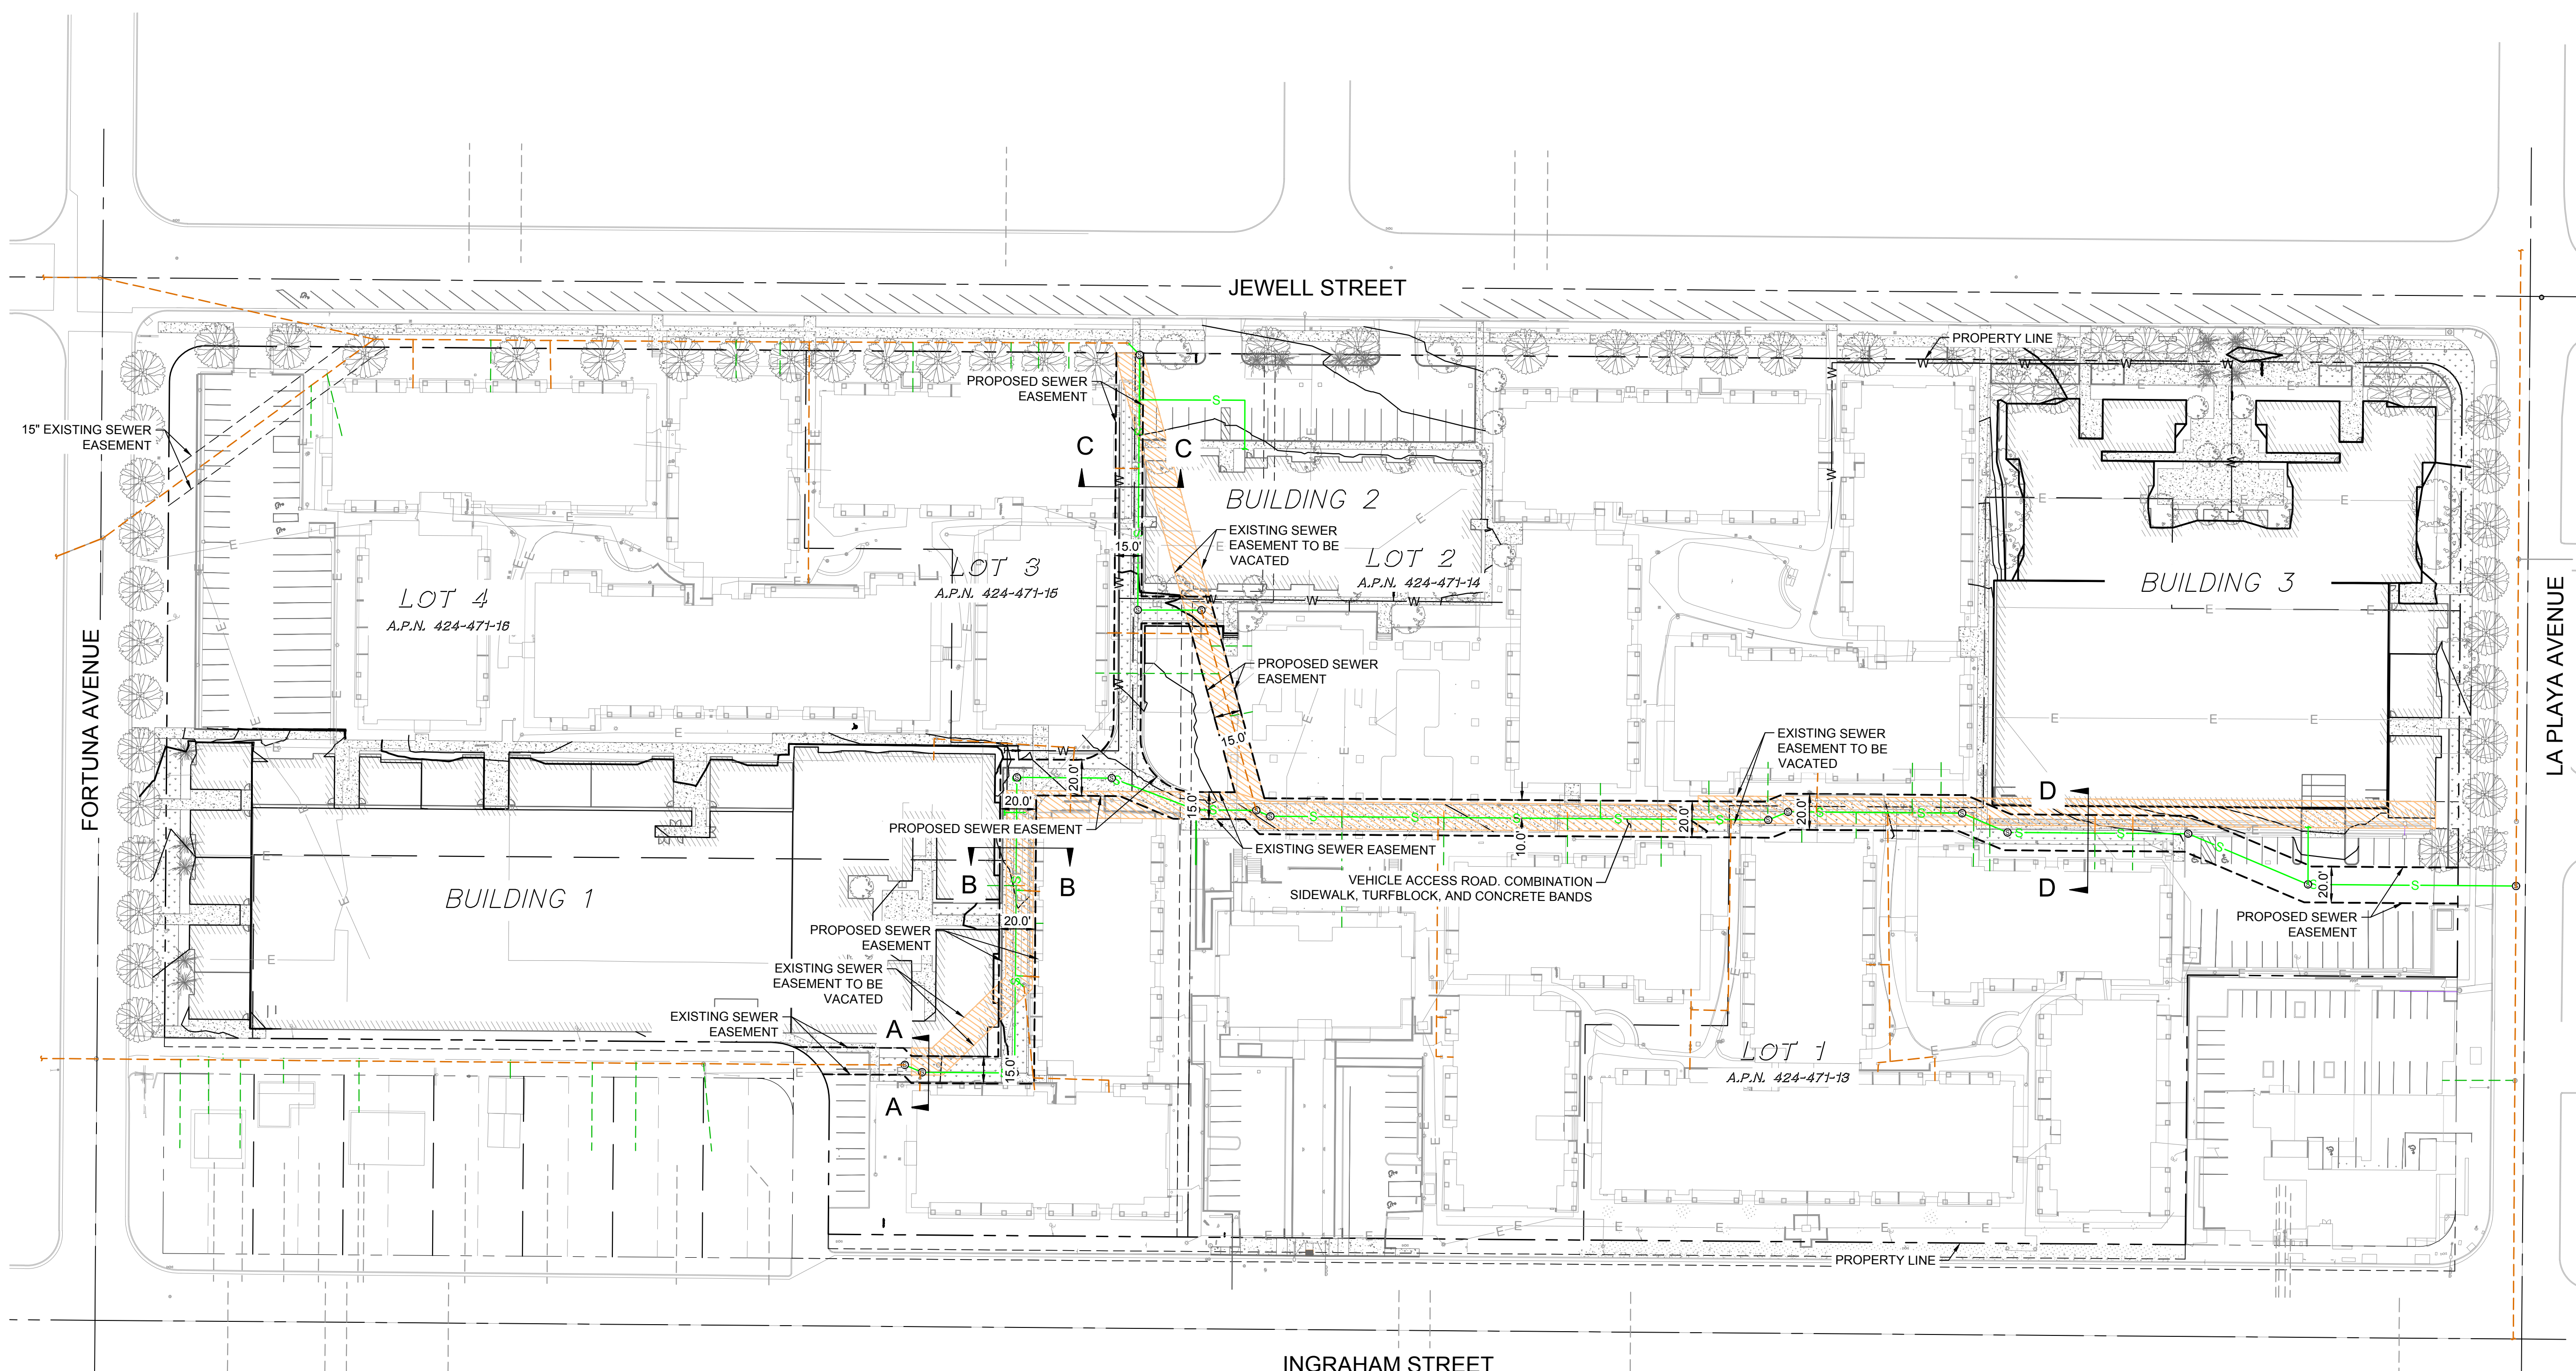 JEWELL STREET
PROPERTY LINE
PROPOSED SEWER
EASEMENT
15" EXISTING SEWER
EASEMENT
C
C
BUILDING 2
EXISTING SEWER
EASEMENT TO BE
VACATED
15.0'
LOT 2
A.P.N. 424-471-14
LOT 3
A.P.N. 424-471-15
LOT 4
A.P.N. 424-471-16
BUILDING 3
FORTUNA AVENUE
LA PLAYA AVENUE
PROPOSED SEWER
EASEMENT
15.0'
EXISTING SEWER
EASEMENT TO BE
VACATED
20.0'
20.0'
15.0'
20.0'
20.0'
10.0'
D
D
PROPOSED SEWER EASEMENT
EXISTING SEWER EASEMENT
VEHICLE ACCESS ROAD. COMBINATION
SIDEWALK, TURFBLOCK, AND CONCRETE BANDS
B
B
BUILDING 1
20.0'
20.0'
PROPOSED SEWER
EASEMENT
PROPOSED SEWER
EASEMENT
EXISTING SEWER
EASEMENT TO BE
VACATED
EXISTING SEWER
EASEMENT
A
A
15.0'
LOT 1
A.P.N. 424-471-13
PROPERTY LINE
INGRAHAM STREET
W
W
W
W
W
W
W
W
W
W
W
W
S
S
S
S
S
S
S
S
S
S
S
S
S
E
E
E
E
E
E
E
E
E
E
E
E